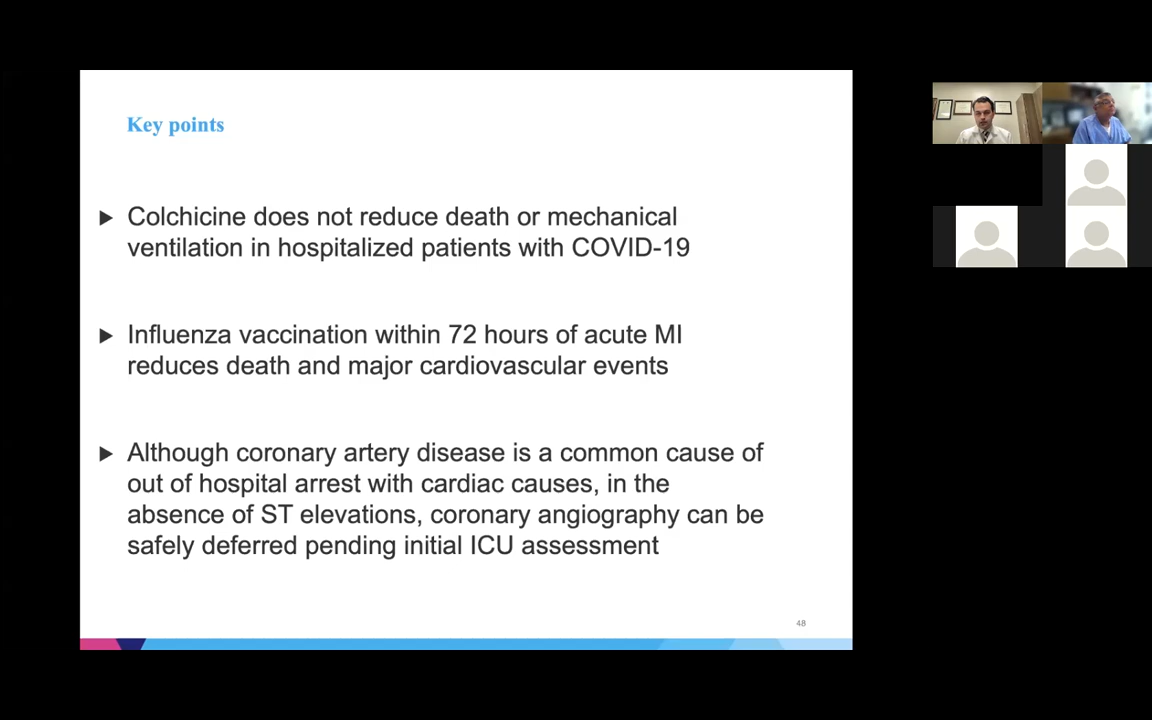 Key points
Colchicine does not reduce death or mechanical
ventilation in hospitalized patients with COVID-19
Influenza vaccination within 72 hours of acute MI
reduces death and major cardiovascular events
Although coronary artery disease is a common cause of
out of hospital arrest with cardiac causes, in the
absence of ST elevations, coronary angiography can be
safely deferred pending initial ICU assessment
48